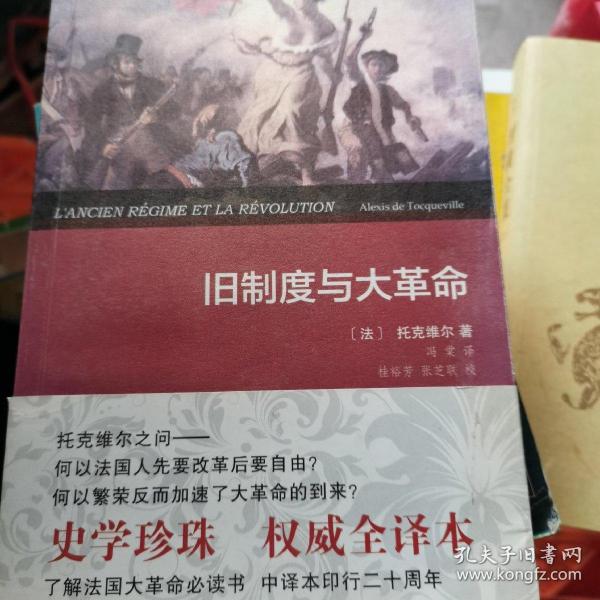 L'ANCIEN RÉGIME ET LA RÉVOLUTION Alexis de Tocqueville
旧制度与大革命
〔法〕 托克维尔 著
冯棠 译
桂裕芳 张芝联 校
托克维尔之问——
何以法国人先要改革后要自由?
何以繁荣反而加速了大革命的到来?
史学珍珠 权威全译本
了解法国大革命必读书 中译本印行二十周年
孔夫子旧书网
www.kongfz.com